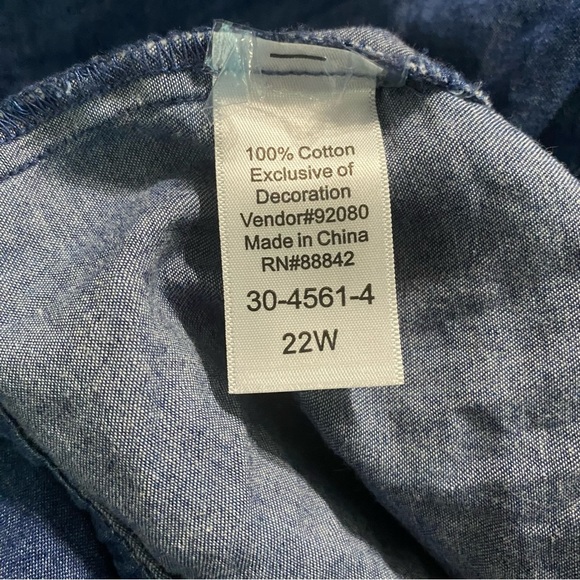 100% Cotton
Exclusive of
Decoration
Vendor#92080
Made in China
RN#88842
30-4561-4
22W